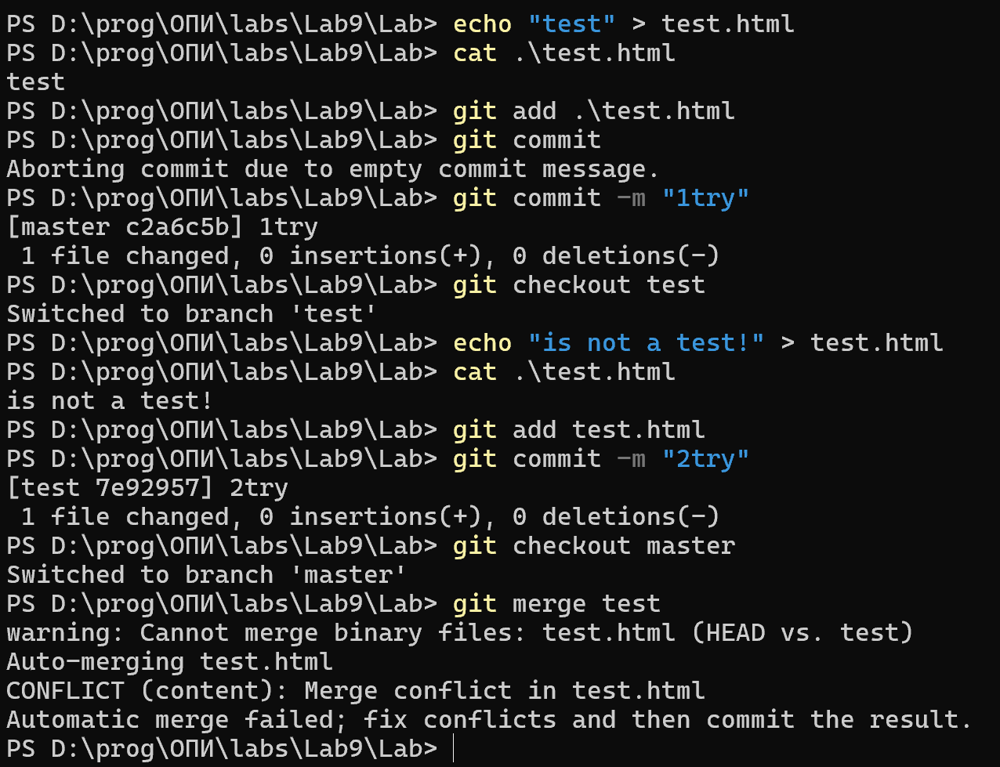 PS D:\prog\ОПИ\labs\Lab9\Lab> echo "test" > test.html
PS D:\prog\ОПИ\labs\Lab9\Lab> cat .\test.html
test
PS D:\prog\ОПИ\labs\Lab9\Lab> git add .\test.html
PS D:\prog\ОПИ\labs\Lab9\Lab> git commit
Aborting commit due to empty commit message.
PS D:\prog\ОПИ\labs\Lab9\Lab> git commit -m "1try"
[master c2a6c5b] 1try
 1 file changed, 0 insertions(+), 0 deletions(-)
PS D:\prog\ОПИ\labs\Lab9\Lab> git checkout test
Switched to branch 'test'
PS D:\prog\ОПИ\labs\Lab9\Lab> echo "is not a test!" > test.html
PS D:\prog\ОПИ\labs\Lab9\Lab> cat .\test.html
is not a test!
PS D:\prog\ОПИ\labs\Lab9\Lab> git add test.html
PS D:\prog\ОПИ\labs\Lab9\Lab> git commit -m "2try"
[test 7e92957] 2try
 1 file changed, 0 insertions(+), 0 deletions(-)
PS D:\prog\ОПИ\labs\Lab9\Lab> git checkout master
Switched to branch 'master'
PS D:\prog\ОПИ\labs\Lab9\Lab> git merge test
warning: Cannot merge binary files: test.html (HEAD vs. test)
Auto-merging test.html
CONFLICT (content): Merge conflict in test.html
Automatic merge failed; fix conflicts and then commit the result.
PS D:\prog\ОПИ\labs\Lab9\Lab>